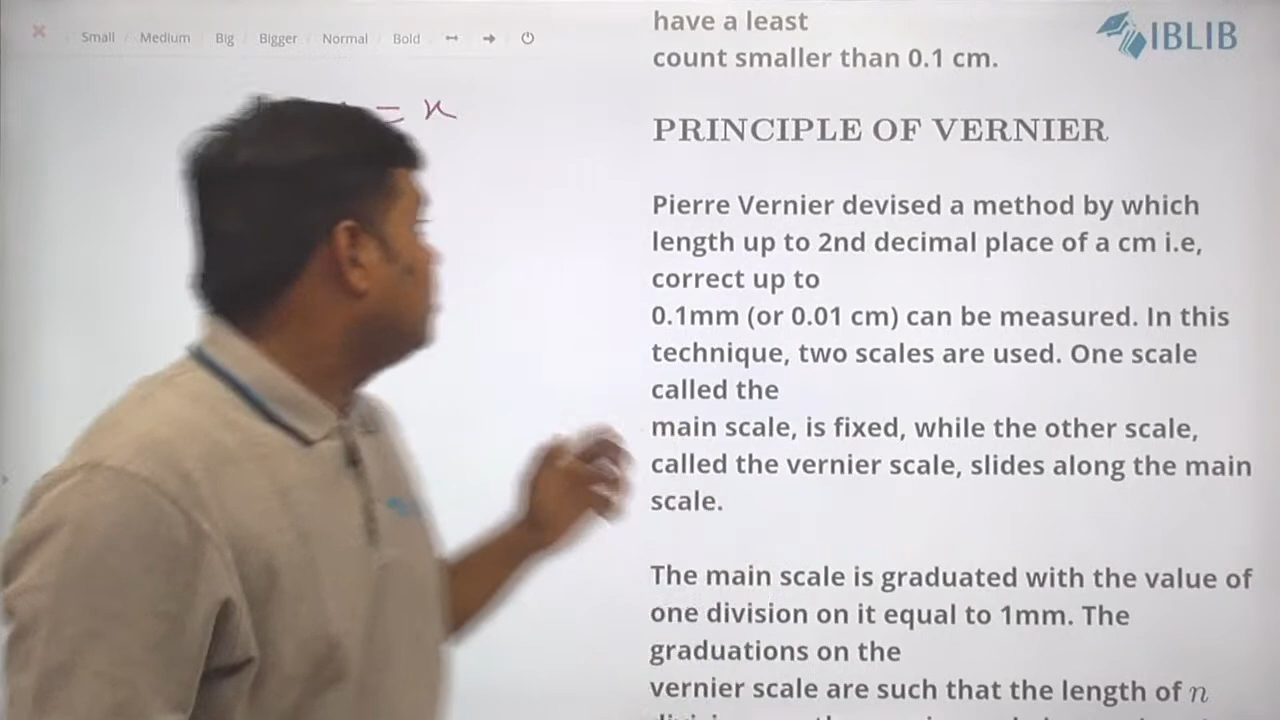 Small / Medium / Big / Bigger / Normal / Bold
IBLIB
= x
have a least
count smaller than 0.1 cm.
PRINCIPLE OF VERNIER
Pierre Vernier devised a method by which
length up to 2nd decimal place of a cm i.e,
correct up to
0.1mm (or 0.01 cm) can be measured. In this
technique, two scales are used. One scale
called the
main scale, is fixed, while the other scale,
called the vernier scale, slides along the main
scale.
The main scale is graduated with the value of
one division on it equal to 1mm. The
graduations on the
vernier scale are such that the length of n